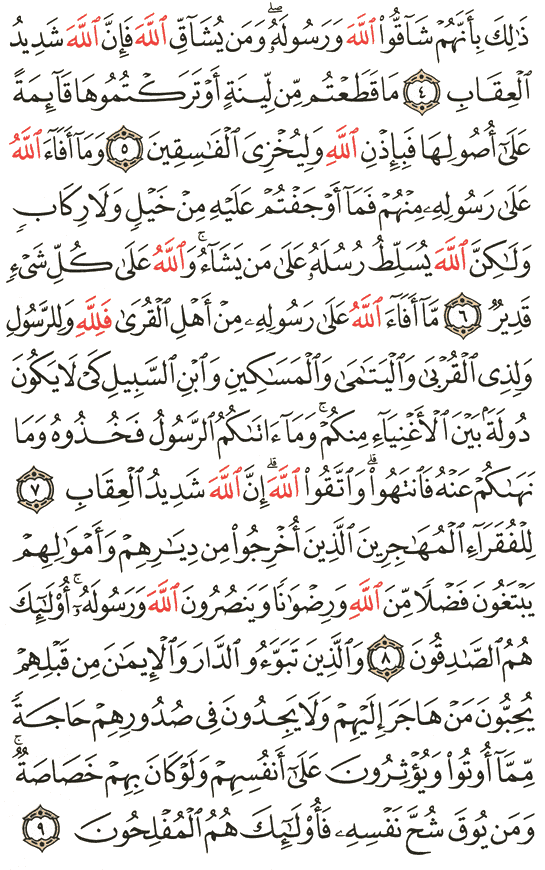 ذَٰلِكَ بِأَنَّهُمْ شَآقُّوا۟ ٱللَّهَ وَرَسُولَهُۥ ۖ وَمَن يُشَآقِّ ٱللَّهَ فَإِنَّ ٱللَّهَ شَدِيدُ
ٱلْعِقَابِ ٤ مَا قَطَعْتُم مِّن لِّينَةٍ أَوْ تَرَكْتُمُوهَا قَآئِمَةً
عَلَىٰٓ أُصُولِهَا فَبِإِذْنِ ٱللَّهِ وَلِيُخْزِىَ ٱلْفَـٰسِقِينَ ٥ وَمَآ أَفَآءَ ٱللَّهُ
عَلَىٰ رَسُولِهِۦ مِنْهُمْ فَمَآ أَوْجَفْتُمْ عَلَيْهِ مِنْ خَيْلٍ وَلَا رِكَابٍ
وَلَـٰكِنَّ ٱللَّهَ يُسَلِّطُ رُسُلَهُۥ عَلَىٰ مَن يَشَآءُ ۚ وَٱللَّهُ عَلَىٰ كُلِّ شَىْءٍ
قَدِيرٌ ٦ مَّآ أَفَآءَ ٱللَّهُ عَلَىٰ رَسُولِهِۦ مِنْ أَهْلِ ٱلْقُرَىٰ فَلِلَّهِ وَلِلرَّسُولِ
وَلِذِى ٱلْقُرْبَىٰ وَٱلْيَتَـٰمَىٰ وَٱلْمَسَـٰكِينِ وَٱبْنِ ٱلسَّبِيلِ كَىْ لَا يَكُونَ
دُولَةًۢ بَيْنَ ٱلْأَغْنِيَآءِ مِنكُمْ ۚ وَمَآ ءَاتَىٰكُمُ ٱلرَّسُولُ فَخُذُوهُ وَمَا
نَهَىٰكُمْ عَنْهُ فَٱنتَهُوا۟ ۚ وَٱتَّقُوا۟ ٱللَّهَ ۖ إِنَّ ٱللَّهَ شَدِيدُ ٱلْعِقَابِ ٧
لِلْفُقَرَآءِ ٱلْمُهَـٰجِرِينَ ٱلَّذِينَ أُخْرِجُوا۟ مِن دِيَـٰرِهِمْ وَأَمْوَٰلِهِمْ
يَبْتَغُونَ فَضْلًا مِّنَ ٱللَّهِ وَرِضْوَٰنًا وَيَنصُرُونَ ٱللَّهَ وَرَسُولَهُۥٓ ۚ أُو۟لَـٰٓئِكَ
هُمُ ٱلصَّـٰدِقُونَ ٨ وَٱلَّذِينَ تَبَوَّءُو ٱلدَّارَ وَٱلْإِيمَـٰنَ مِن قَبْلِهِمْ
يُحِبُّونَ مَنْ هَاجَرَ إِلَيْهِمْ وَلَا يَجِدُونَ فِى صُدُورِهِمْ حَاجَةً
مِّمَّآ أُوتُوا۟ وَيُؤْثِرُونَ عَلَىٰٓ أَنفُسِهِمْ وَلَوْ كَانَ بِهِمْ خَصَاصَةٌ ۚ
وَمَن يُوقَ شُحَّ نَفْسِهِۦ فَأُو۟لَـٰٓئِكَ هُمُ ٱلْمُفْلِحُونَ ٩